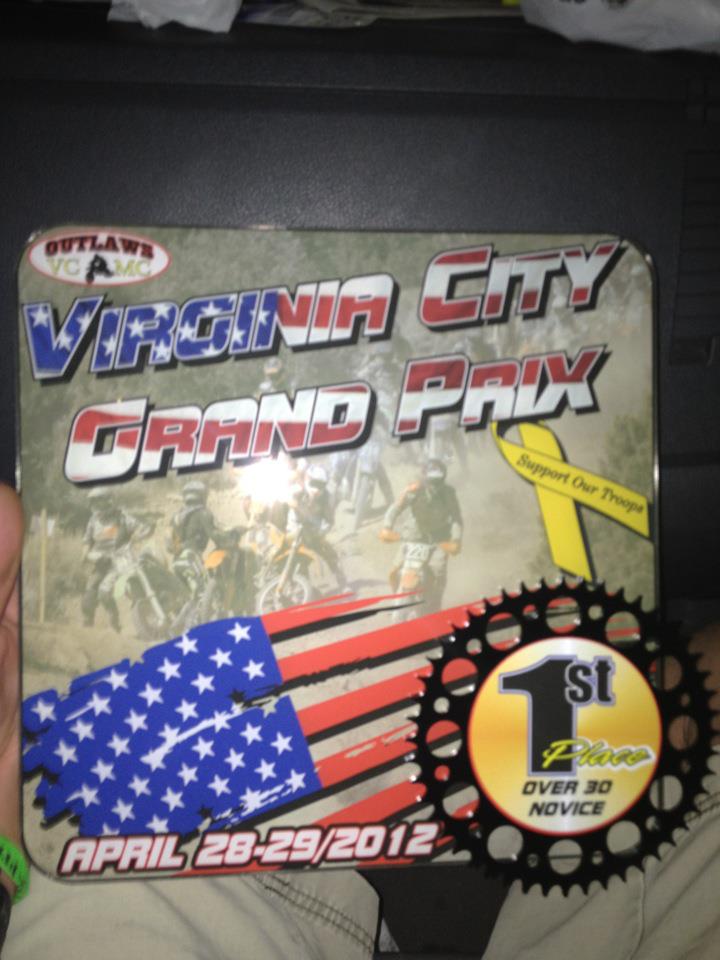 OUTLAWS
VC MC
VIRGINIA CITY
GRAND PRIX
Support Our Troops
1st
Place
OVER 30
NOVICE
APRIL 28-29/2012